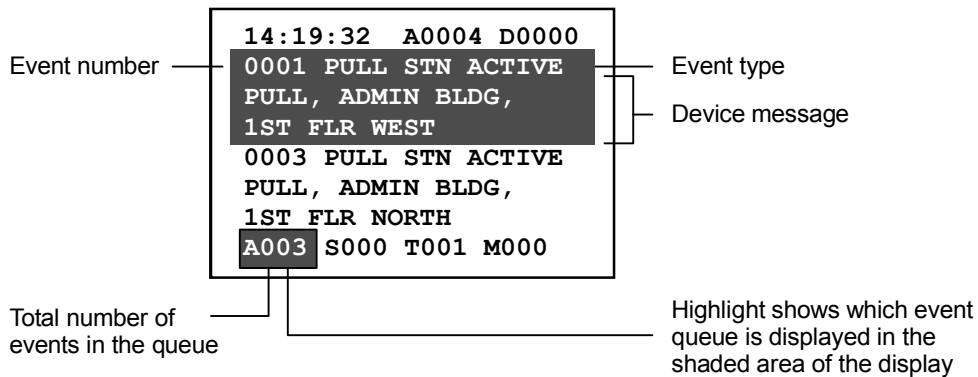 14:19:32 A0004 D0000
Event number
0001 PULL STN ACTIVE
Event type
PULL, ADMIN BLDG,
Device message
1ST FLR WEST
0003 PULL STN ACTIVE
PULL, ADMIN BLDG,
1ST FLR NORTH
A003 S000 T001 M000
Total number of
events in the queue
Highlight shows which event
queue is displayed in the
shaded area of the display